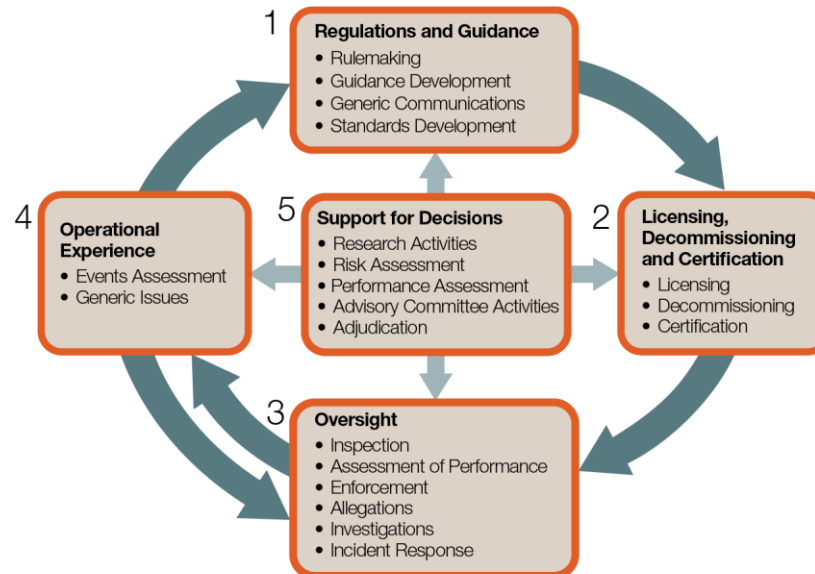 1
Regulations and Guidance
• Rulemaking
• Guidance Development
• Generic Communications
• Standards Development
2
Licensing,
Decommissioning
and Certification
• Licensing
• Decommissioning
• Certification
3
Oversight
• Inspection
• Assessment of Performance
• Enforcement
• Allegations
• Investigations
• Incident Response
4
Operational
Experience
• Events Assessment
• Generic Issues
5
Support for Decisions
• Research Activities
• Risk Assessment
• Performance Assessment
• Advisory Committee Activities
• Adjudication